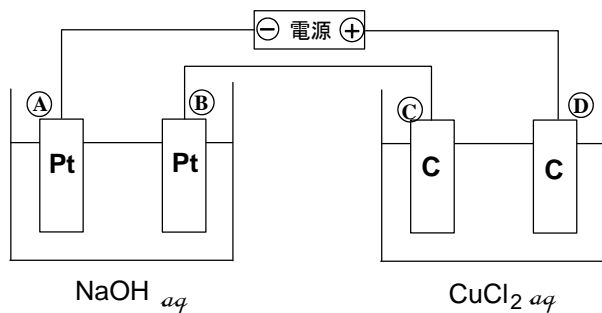 ⊖ 電源 ⊕
Ⓐ Ⓑ Ⓒ Ⓓ
Pt Pt C C
NaOH aq CuCl₂ aq